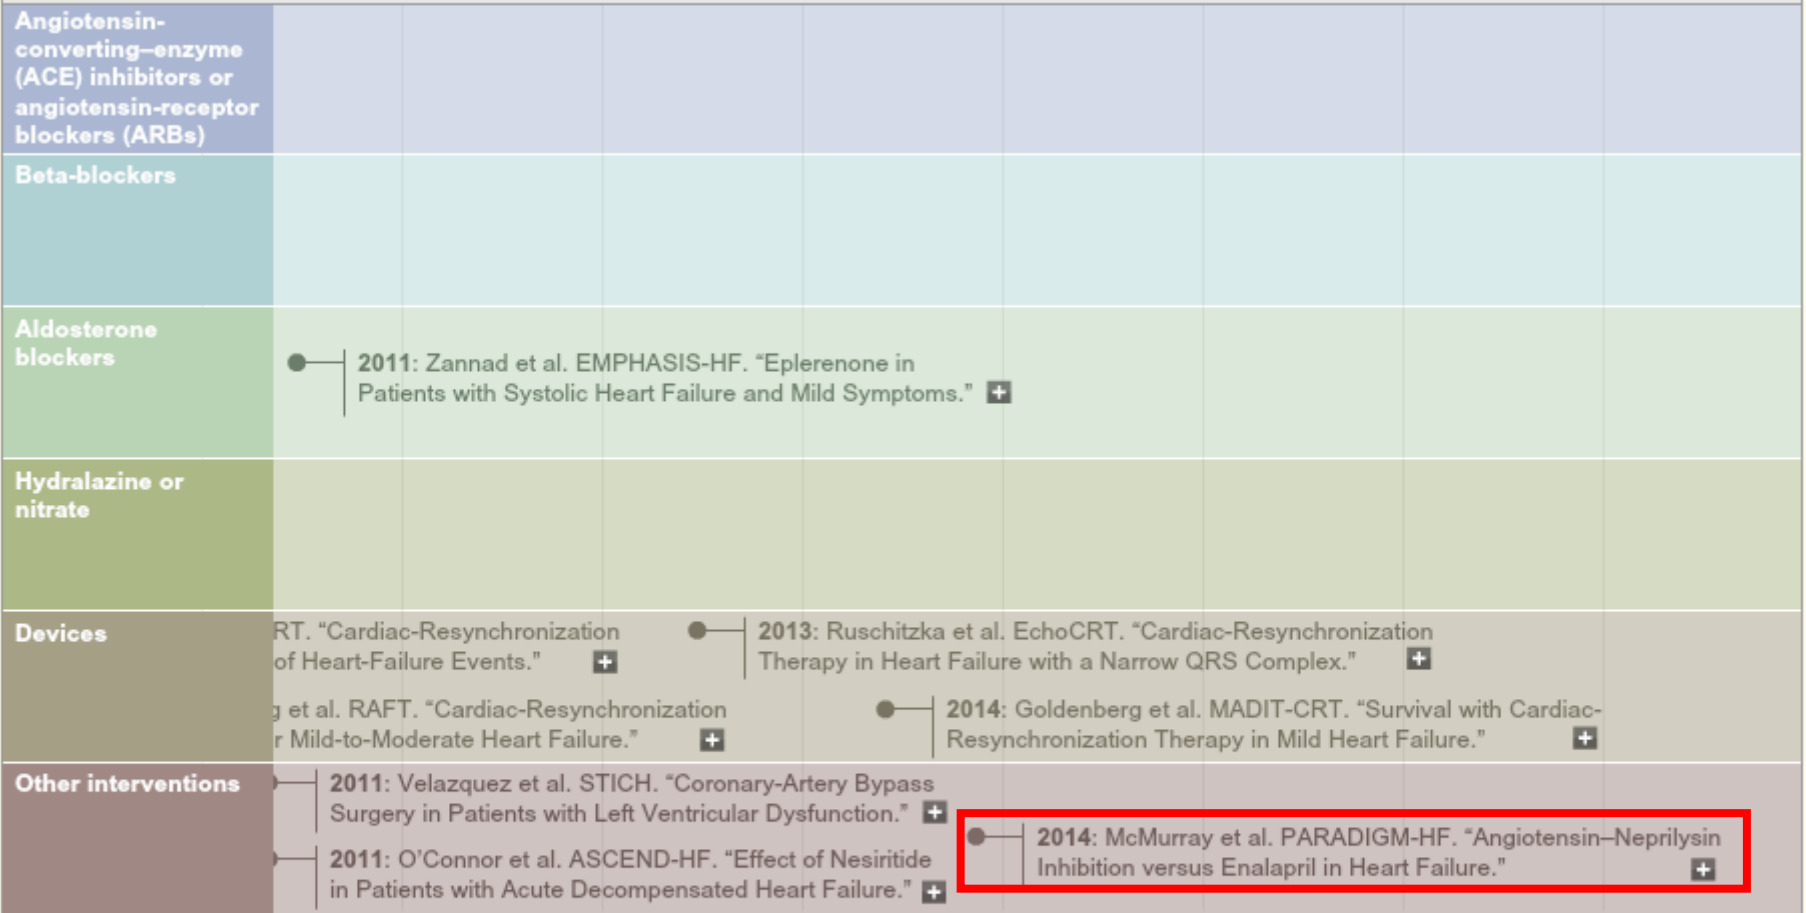 Angiotensin-
converting–enzyme
(ACE) inhibitors or
angiotensin-receptor
blockers (ARBs)
Beta-blockers
Aldosterone
blockers
2011: Zannad et al. EMPHASIS-HF. “Eplerenone in
Patients with Systolic Heart Failure and Mild Symptoms.”
Hydralazine or
nitrate
Devices
RT. “Cardiac-Resynchronization
of Heart-Failure Events.”
2013: Ruschitzka et al. EchoCRT. “Cardiac-Resynchronization
Therapy in Heart Failure with a Narrow QRS Complex.”
g et al. RAFT. “Cardiac-Resynchronization
r Mild-to-Moderate Heart Failure.”
2014: Goldenberg et al. MADIT-CRT. “Survival with Cardiac-
Resynchronization Therapy in Mild Heart Failure.”
Other interventions
2011: Velazquez et al. STICH. “Coronary-Artery Bypass
Surgery in Patients with Left Ventricular Dysfunction.”
2011: O’Connor et al. ASCEND-HF. “Effect of Nesiritide
in Patients with Acute Decompensated Heart Failure.”
2014: McMurray et al. PARADIGM-HF. “Angiotensin–Neprilysin
Inhibition versus Enalapril in Heart Failure.”